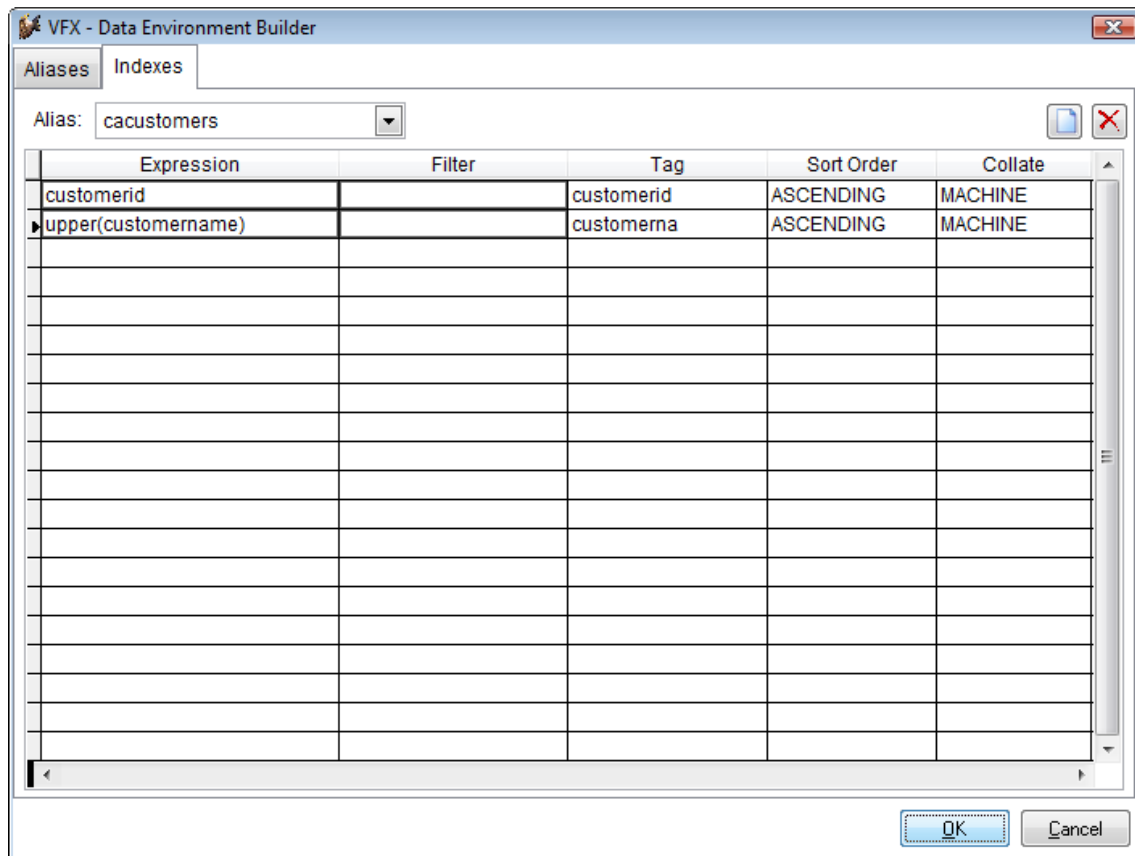 VFX - Data Environment Builder
Aliases Indexes
Alias: cacustomers
Expression Filter Tag Sort Order Collate
customerid customerid ASCENDING MACHINE
upper(customername) customerna ASCENDING MACHINE
OK Cancel